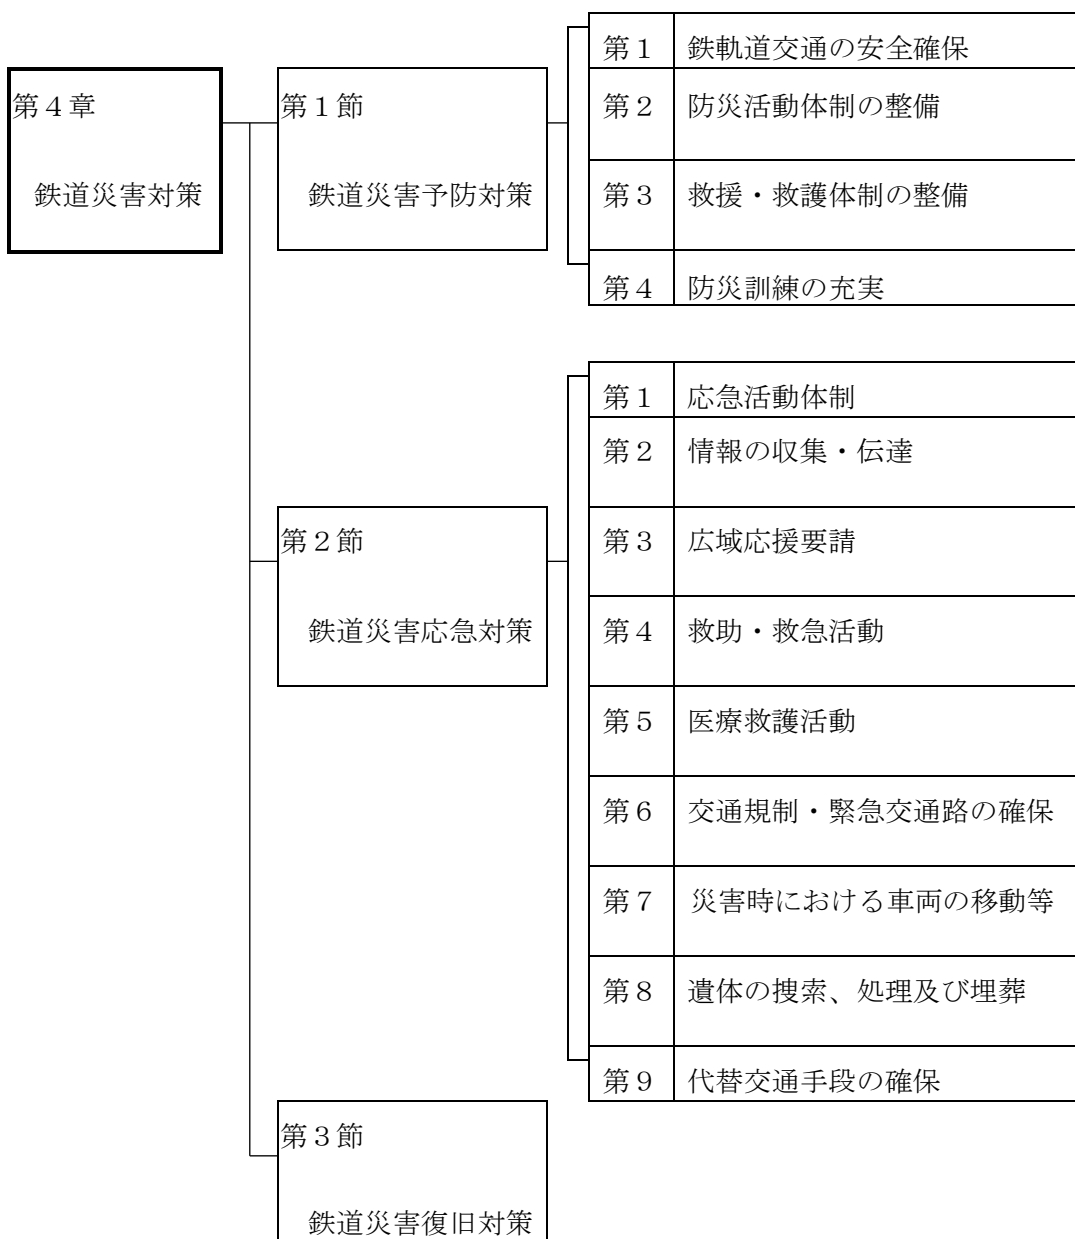 第４章
鉄道災害対策
第１節
鉄道災害予防対策
第１ 鉄軌道交通の安全確保
第２ 防災活動体制の整備
第３ 救援・救護体制の整備
第４ 防災訓練の充実
第２節
鉄道災害応急対策
第１ 応急活動体制
第２ 情報の収集・伝達
第３ 広域応援要請
第４ 救助・救急活動
第５ 医療救護活動
第６ 交通規制・緊急交通路の確保
第７ 災害時における車両の移動等
第８ 遺体の捜索、処理及び埋葬
第９ 代替交通手段の確保
第３節
鉄道災害復旧対策